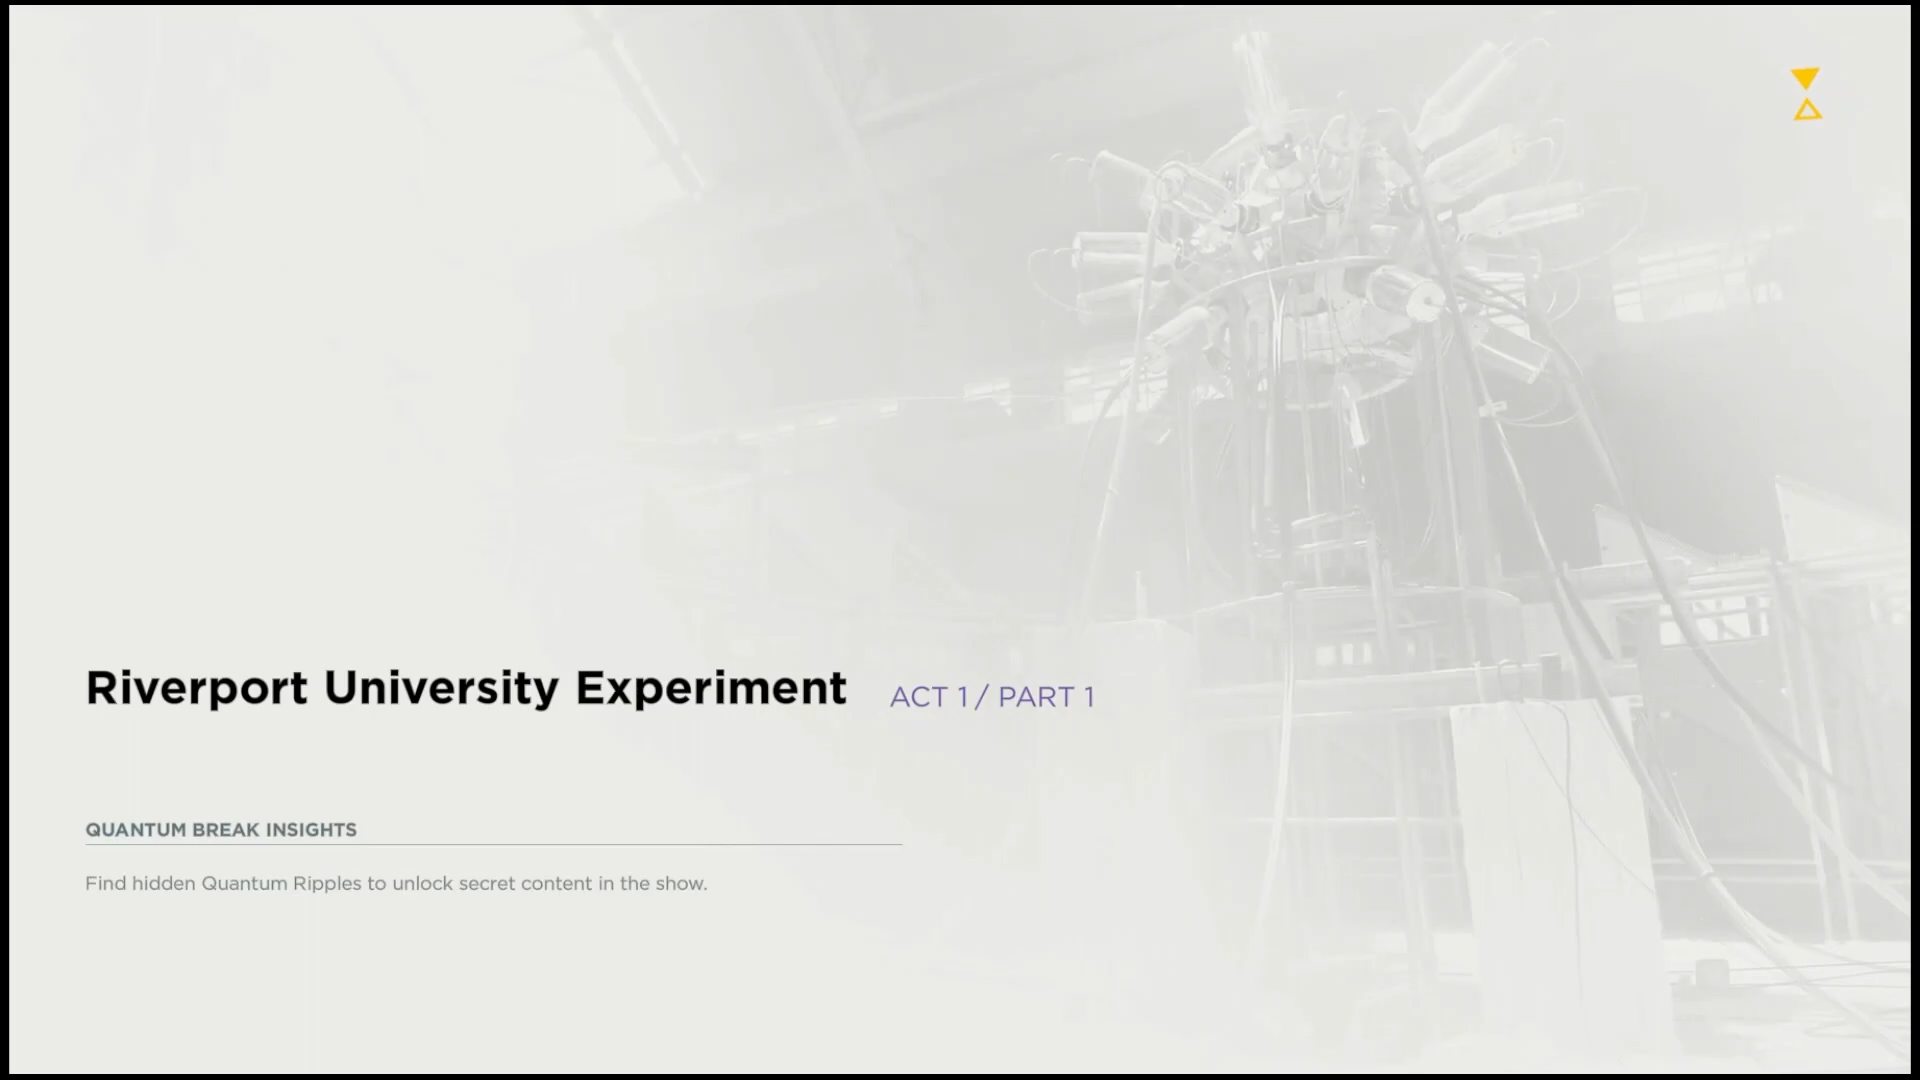 Riverport University Experiment ACT 1 / PART 1
QUANTUM BREAK INSIGHTS
Find hidden Quantum Ripples to unlock secret content in the show.